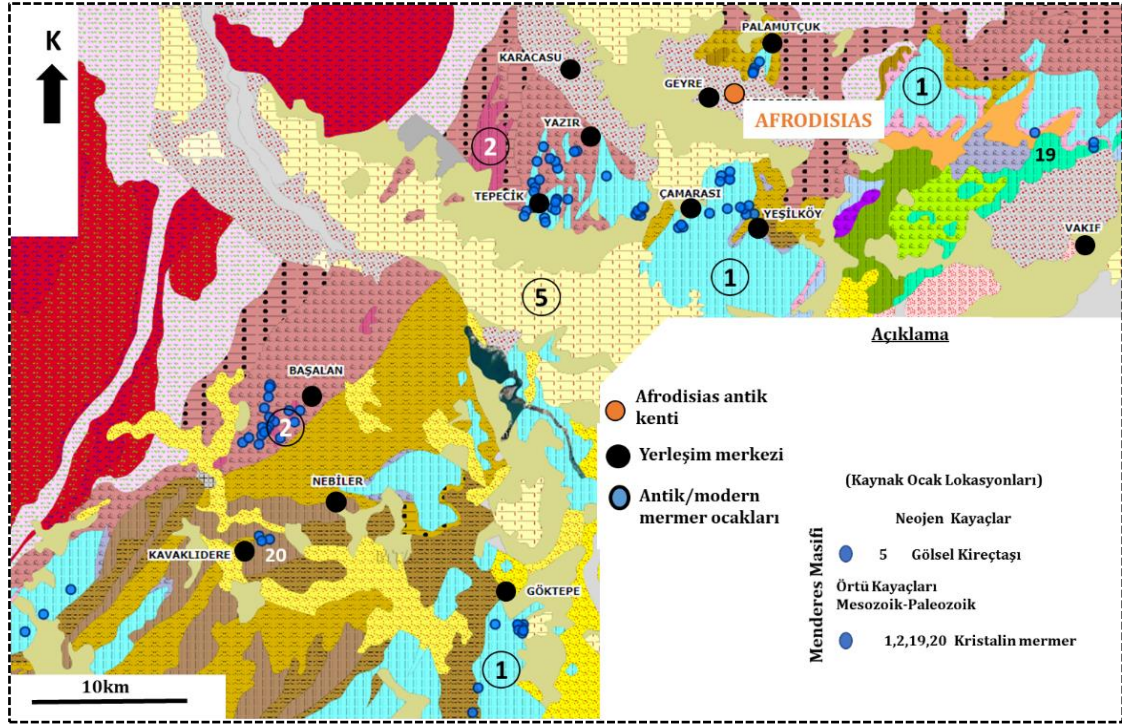 K
PALAMUTÇUK
KARACASU
GEYRE
1
AFRODISIAS
YAZIR
2
19
TEPECİK
ÇAMARASI
YEŞİLKÖY
VAKIF
1
5
Açıklama
BAŞALAN
Afrodisias antik
kenti
2
Yerleşim merkezi
(Kaynak Ocak Lokasyonları)
NEBİLER
Antik/modern
mermer ocakları
Neojen Kayaçlar
KAVAKLIDERE
20
5 Gölsel Kireçtaşı
Menderes Masifi
GÖKTEPE
Örtü Kayaçları
Mesozoik-Paleozoik
1,2,19,20 Kristalin mermer
1
10km